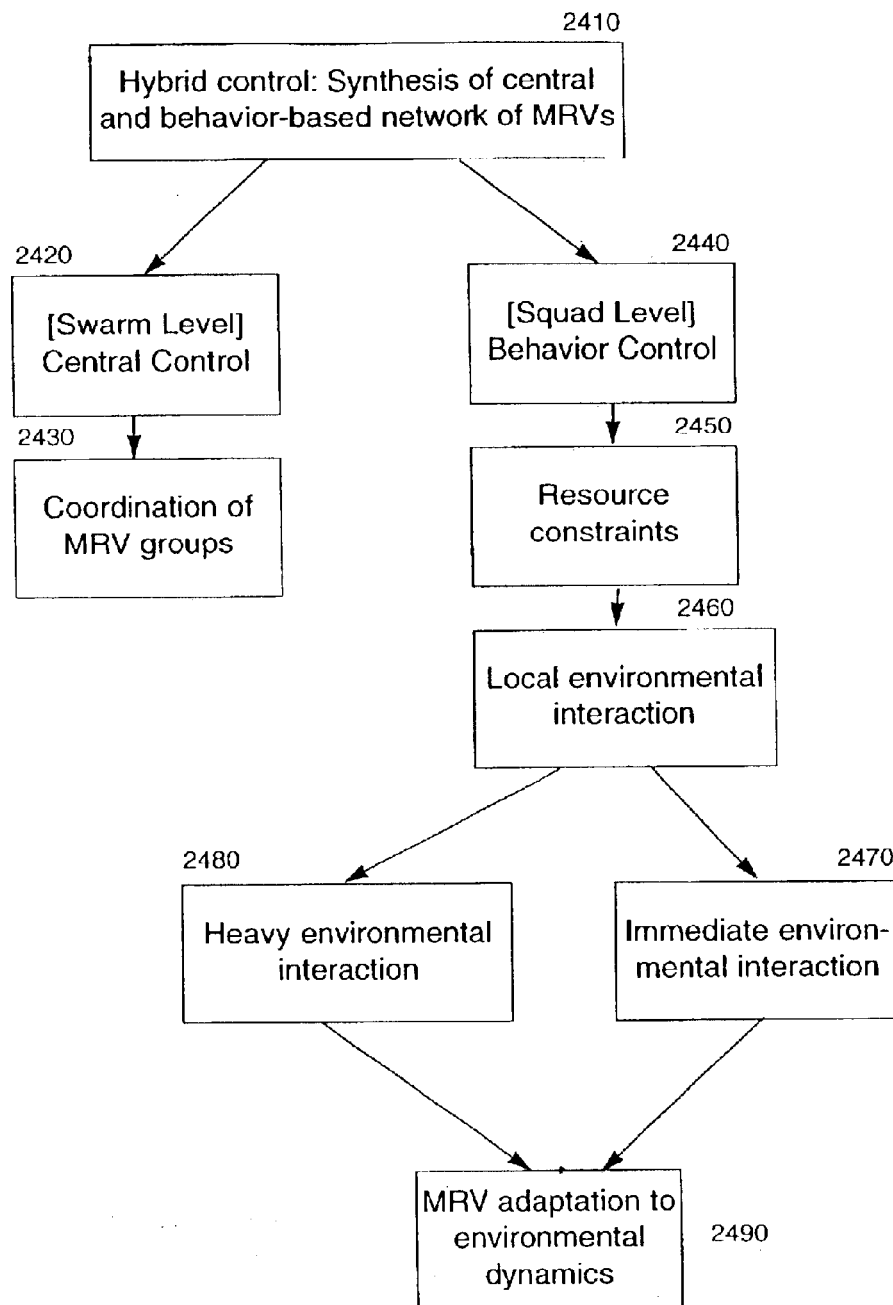 2410
Hybrid control: Synthesis of central
and behavior-based network of MRVs
2420
[Swarm Level]
Central Control
2440
[Squad Level]
Behavior Control
2430
Coordination of
MRV groups
2450
Resource
constraints
2460
Local environmental
interaction
2480
Heavy environmental
interaction
2470
Immediate environ-
mental interaction
MRV adaptation to
environmental
dynamics
2490